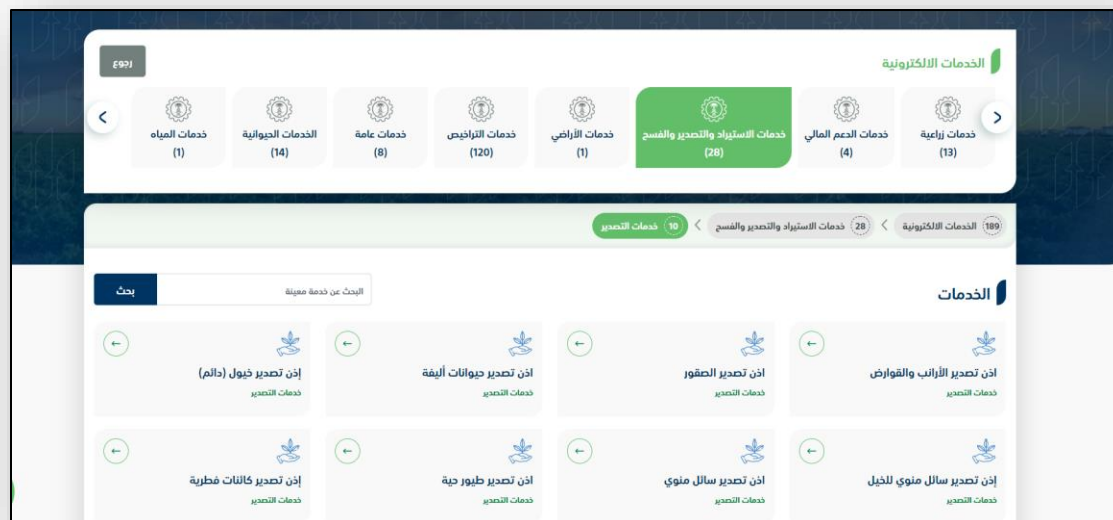 الخدمات الالكترونية
رجوع
خدمات زراعية
(13)
خدمات الدعم المالي
(4)
خدمات الاستيراد والتصدير والفسح
(28)
خدمات الأراضي
(1)
خدمات التراخيص
(120)
خدمات عامة
(8)
الخدمات الحيوانية
(14)
خدمات المياه
(1)
189 الخدمات الالكترونية > 28 خدمات الاستيراد والتصدير والفسح > 10 خدمات التصدير
الخدمات
البحث عن خدمة معينة
بحث
اذن تصدير الأرانب والقوارض
خدمات التصدير
اذن تصدير الصقور
خدمات التصدير
اذن تصدير حيوانات أليفة
خدمات التصدير
إذن تصدير خيول (دائم)
خدمات التصدير
إذن تصدير سائل منوي للخيل
خدمات التصدير
اذن تصدير سائل منوي
خدمات التصدير
اذن تصدير طيور حية
خدمات التصدير
إذن تصدير كائنات فطرية
خدمات التصدير